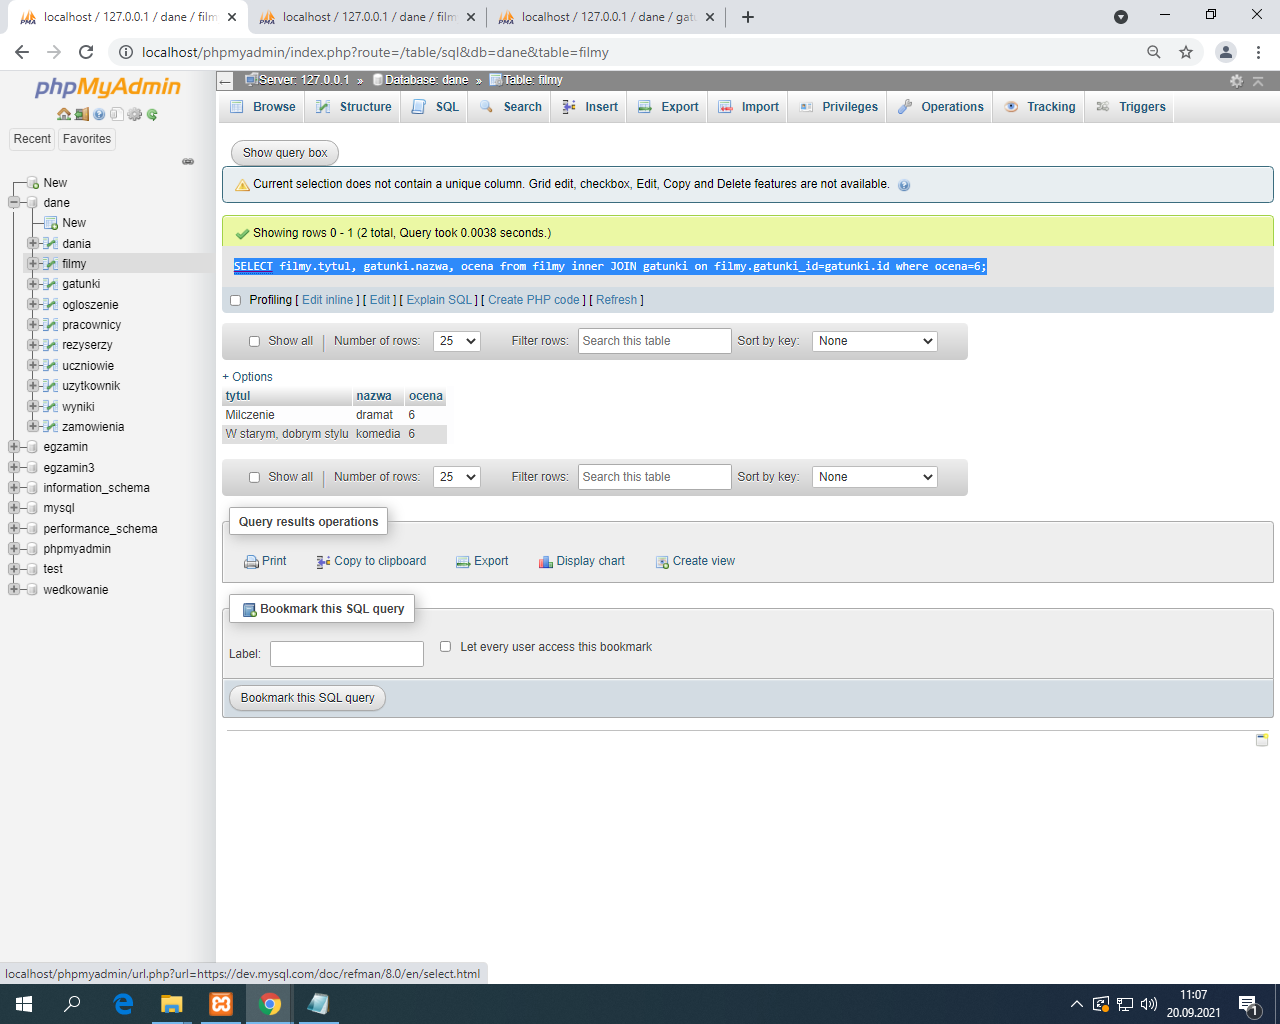 localhost / 127.0.0.1 / dane / film
localhost / 127.0.0.1 / dane / film
localhost / 127.0.0.1 / dane / gatu
localhost/phpmyadmin/index.php?route=/table/sql&db=dane&table=filmy
phpMyAdmin
Recent Favorites
New
dane
New
dania
filmy
gatunki
ogloszenie
pracownicy
rezyserzy
uczniowie
uzytkownik
wyniki
zamowienia
egzamin
egzamin3
information_schema
mysql
performance_schema
phpmyadmin
test
wedkowanie
Server: 127.0.0.1 » Database: dane » Table: filmy
Browse Structure SQL Search Insert Export Import Privileges Operations Tracking Triggers
Show query box
Current selection does not contain a unique column. Grid edit, checkbox, Edit, Copy and Delete features are not available.
Showing rows 0 - 1 (2 total, Query took 0.0038 seconds.)
SELECT filmy.tytul, gatunki.nazwa, ocena from filmy inner JOIN gatunki on filmy.gatunki_id=gatunki.id where ocena=6;
Profiling [ Edit inline ] [ Edit ] [ Explain SQL ] [ Create PHP code ] [ Refresh ]
Show all Number of rows: 25 Filter rows: Search this table Sort by key: None
+ Options
tytul nazwa ocena
Milczenie dramat 6
W starym, dobrym stylu komedia 6
Show all Number of rows: 25 Filter rows: Search this table Sort by key: None
Query results operations
Print Copy to clipboard Export Display chart Create view
Bookmark this SQL query
Label: Let every user access this bookmark
Bookmark this SQL query
localhost/phpmyadmin/url.php?url=https://dev.mysql.com/doc/refman/8.0/en/select.html
11:07
20.09.2021
1